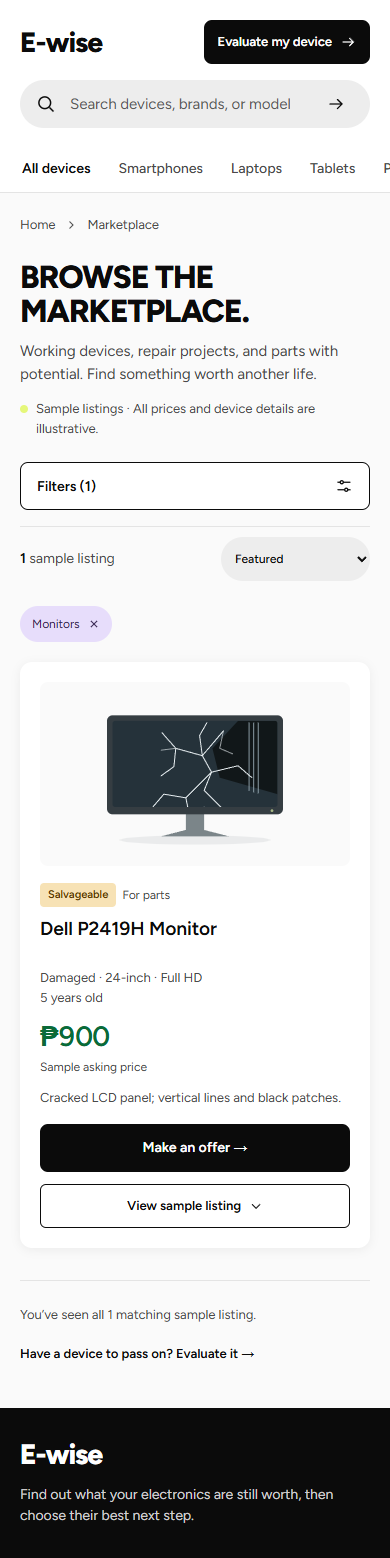 E-wise
Evaluate my device →
Search devices, brands, or model →
All devices Smartphones Laptops Tablets
Home > Marketplace
BROWSE THE
MARKETPLACE.
Working devices, repair projects, and parts with
potential. Find something worth another life.
Sample listings · All prices and device details are
illustrative.
Filters (1)
1 sample listing
Featured
Monitors ×
Salvageable For parts
Dell P2419H Monitor
Damaged · 24-inch · Full HD
5 years old
₱900
Sample asking price
Cracked LCD panel; vertical lines and black patches.
Make an offer →
View sample listing
You've seen all 1 matching sample listing.
Have a device to pass on? Evaluate it →
E-wise
Find out what your electronics are still worth, then
choose their best next step.